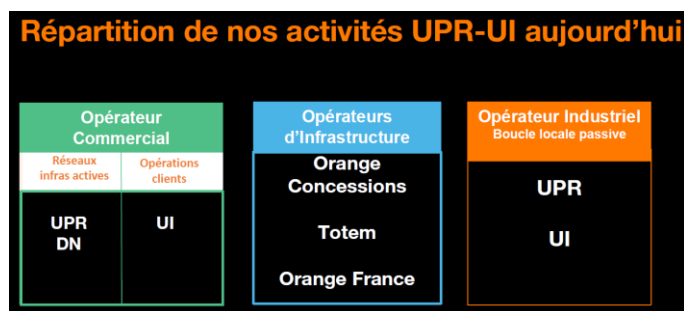 Répartition de nos activités UPR-UI aujourd'hui
Opérateur
Commercial
Réseaux
infras actives
Opérations
clients
UPR
DN
UI
Opérateurs
d'Infrastructure
Orange
Concessions
Totem
Orange France
Opérateur Industriel
Boucle locale passive
UPR
UI